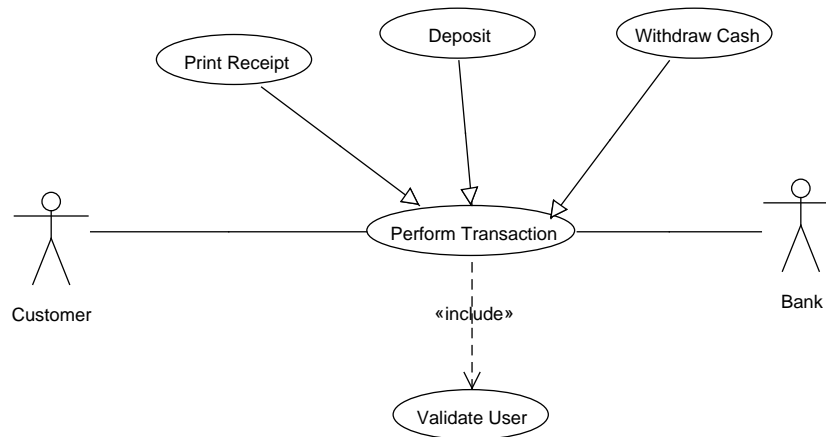 Deposit
Withdraw Cash
Print Receipt
Perform Transaction
Customer
Bank
«include»
Validate User